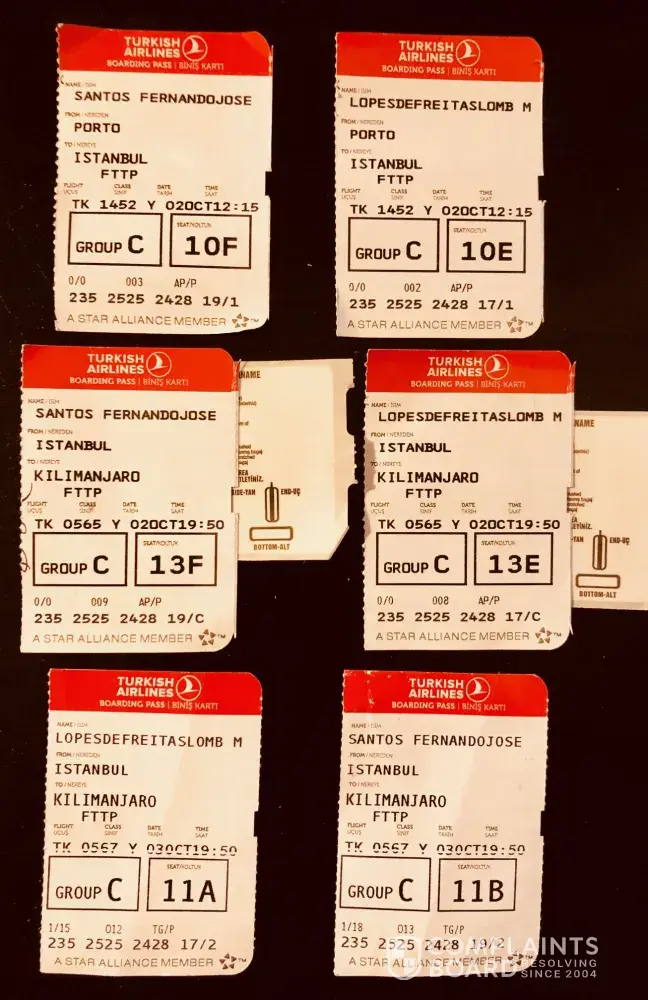 TURKISH
AIRLINES
BOARDING PASS | BİNİŞ KARTI
NAME / İSİM
SANTOS FERNANDOJOSE
FROM / NEREDEN
PORTO
TO / NEREYE
ISTANBUL
FTTP
FLIGHT CLASS DATE TIME
UÇUŞ SINIF TARİH SAAT
TK 1452 Y 02OCT12:15
GROUP C
SEAT/KOLTUK
10F
0/0 003 AP/P
235 2525 2428 19/1
A STAR ALLIANCE MEMBER
TURKISH
AIRLINES
BOARDING PASS | BİNİŞ KARTI
NAME / İSİM
LOPESDEFREITASLOMB M
FROM / NEREDEN
PORTO
TO / NEREYE
ISTANBUL
FTTP
FLIGHT CLASS DATE TIME
UÇUŞ SINIF TARİH SAAT
TK 1452 Y 02OCT12:15
GROUP C
SEAT/KOLTUK
10E
0/0 002 AP/P
235 2525 2428 17/1
A STAR ALLIANCE MEMBER
TURKISH
AIRLINES
BOARDING PASS | BİNİŞ KARTI
NAME / İSİM
SANTOS FERNANDOJOSE
FROM / NEREDEN
ISTANBUL
TO / NEREYE
KILIMANJARO
FTTP
FLIGHT CLASS DATE TIME
UÇUŞ SINIF TARİH SAAT
TK 0565 Y 02OCT19:50
GROUP C
SEAT/KOLTUK
13F
0/0 009 AP/P
235 2525 2428 19/C
A STAR ALLIANCE MEMBER
NAME
END-UÇ
BOTTOM-ALT
TURKISH
AIRLINES
BOARDING PASS | BİNİŞ KARTI
NAME / İSİM
LOPESDEFREITASLOMB M
FROM / NEREDEN
ISTANBUL
TO / NEREYE
KILIMANJARO
FTTP
FLIGHT CLASS DATE TIME
UÇUŞ SINIF TARİH SAAT
TK 0565 Y 02OCT19:50
GROUP C
SEAT/KOLTUK
13E
0/0 008 AP/P
235 2525 2428 17/C
A STAR ALLIANCE MEMBER
NAME
END-UÇ
BOTTOM-ALT
TURKISH
AIRLINES
BOARDING PASS | BİNİŞ KARTI
NAME / İSİM
LOPESDEFREITASLOMB M
FROM / NEREDEN
ISTANBUL
TO / NEREYE
KILIMANJARO
FTTP
FLIGHT CLASS DATE TIME
UÇUŞ SINIF TARİH SAAT
TK 0567 Y 03OCT19:50
GROUP C
SEAT/KOLTUK
11A
1/15 012 TG/P
235 2525 2428 17/2
A STAR ALLIANCE MEMBER
TURKISH
AIRLINES
BOARDING PASS | BİNİŞ KARTI
NAME / İSİM
SANTOS FERNANDOJOSE
FROM / NEREDEN
ISTANBUL
TO / NEREYE
KILIMANJARO
FTTP
FLIGHT CLASS DATE TIME
UÇUŞ SINIF TARİH SAAT
TK 0567 Y 03OCT19:50
GROUP C
SEAT/KOLTUK
11B
1/18 013 TG/P
235 2525 2428 19/2
A STAR ALLIANCE MEMBER
COMPLAINTS
BOARD RESOLVING
SINCE 2004